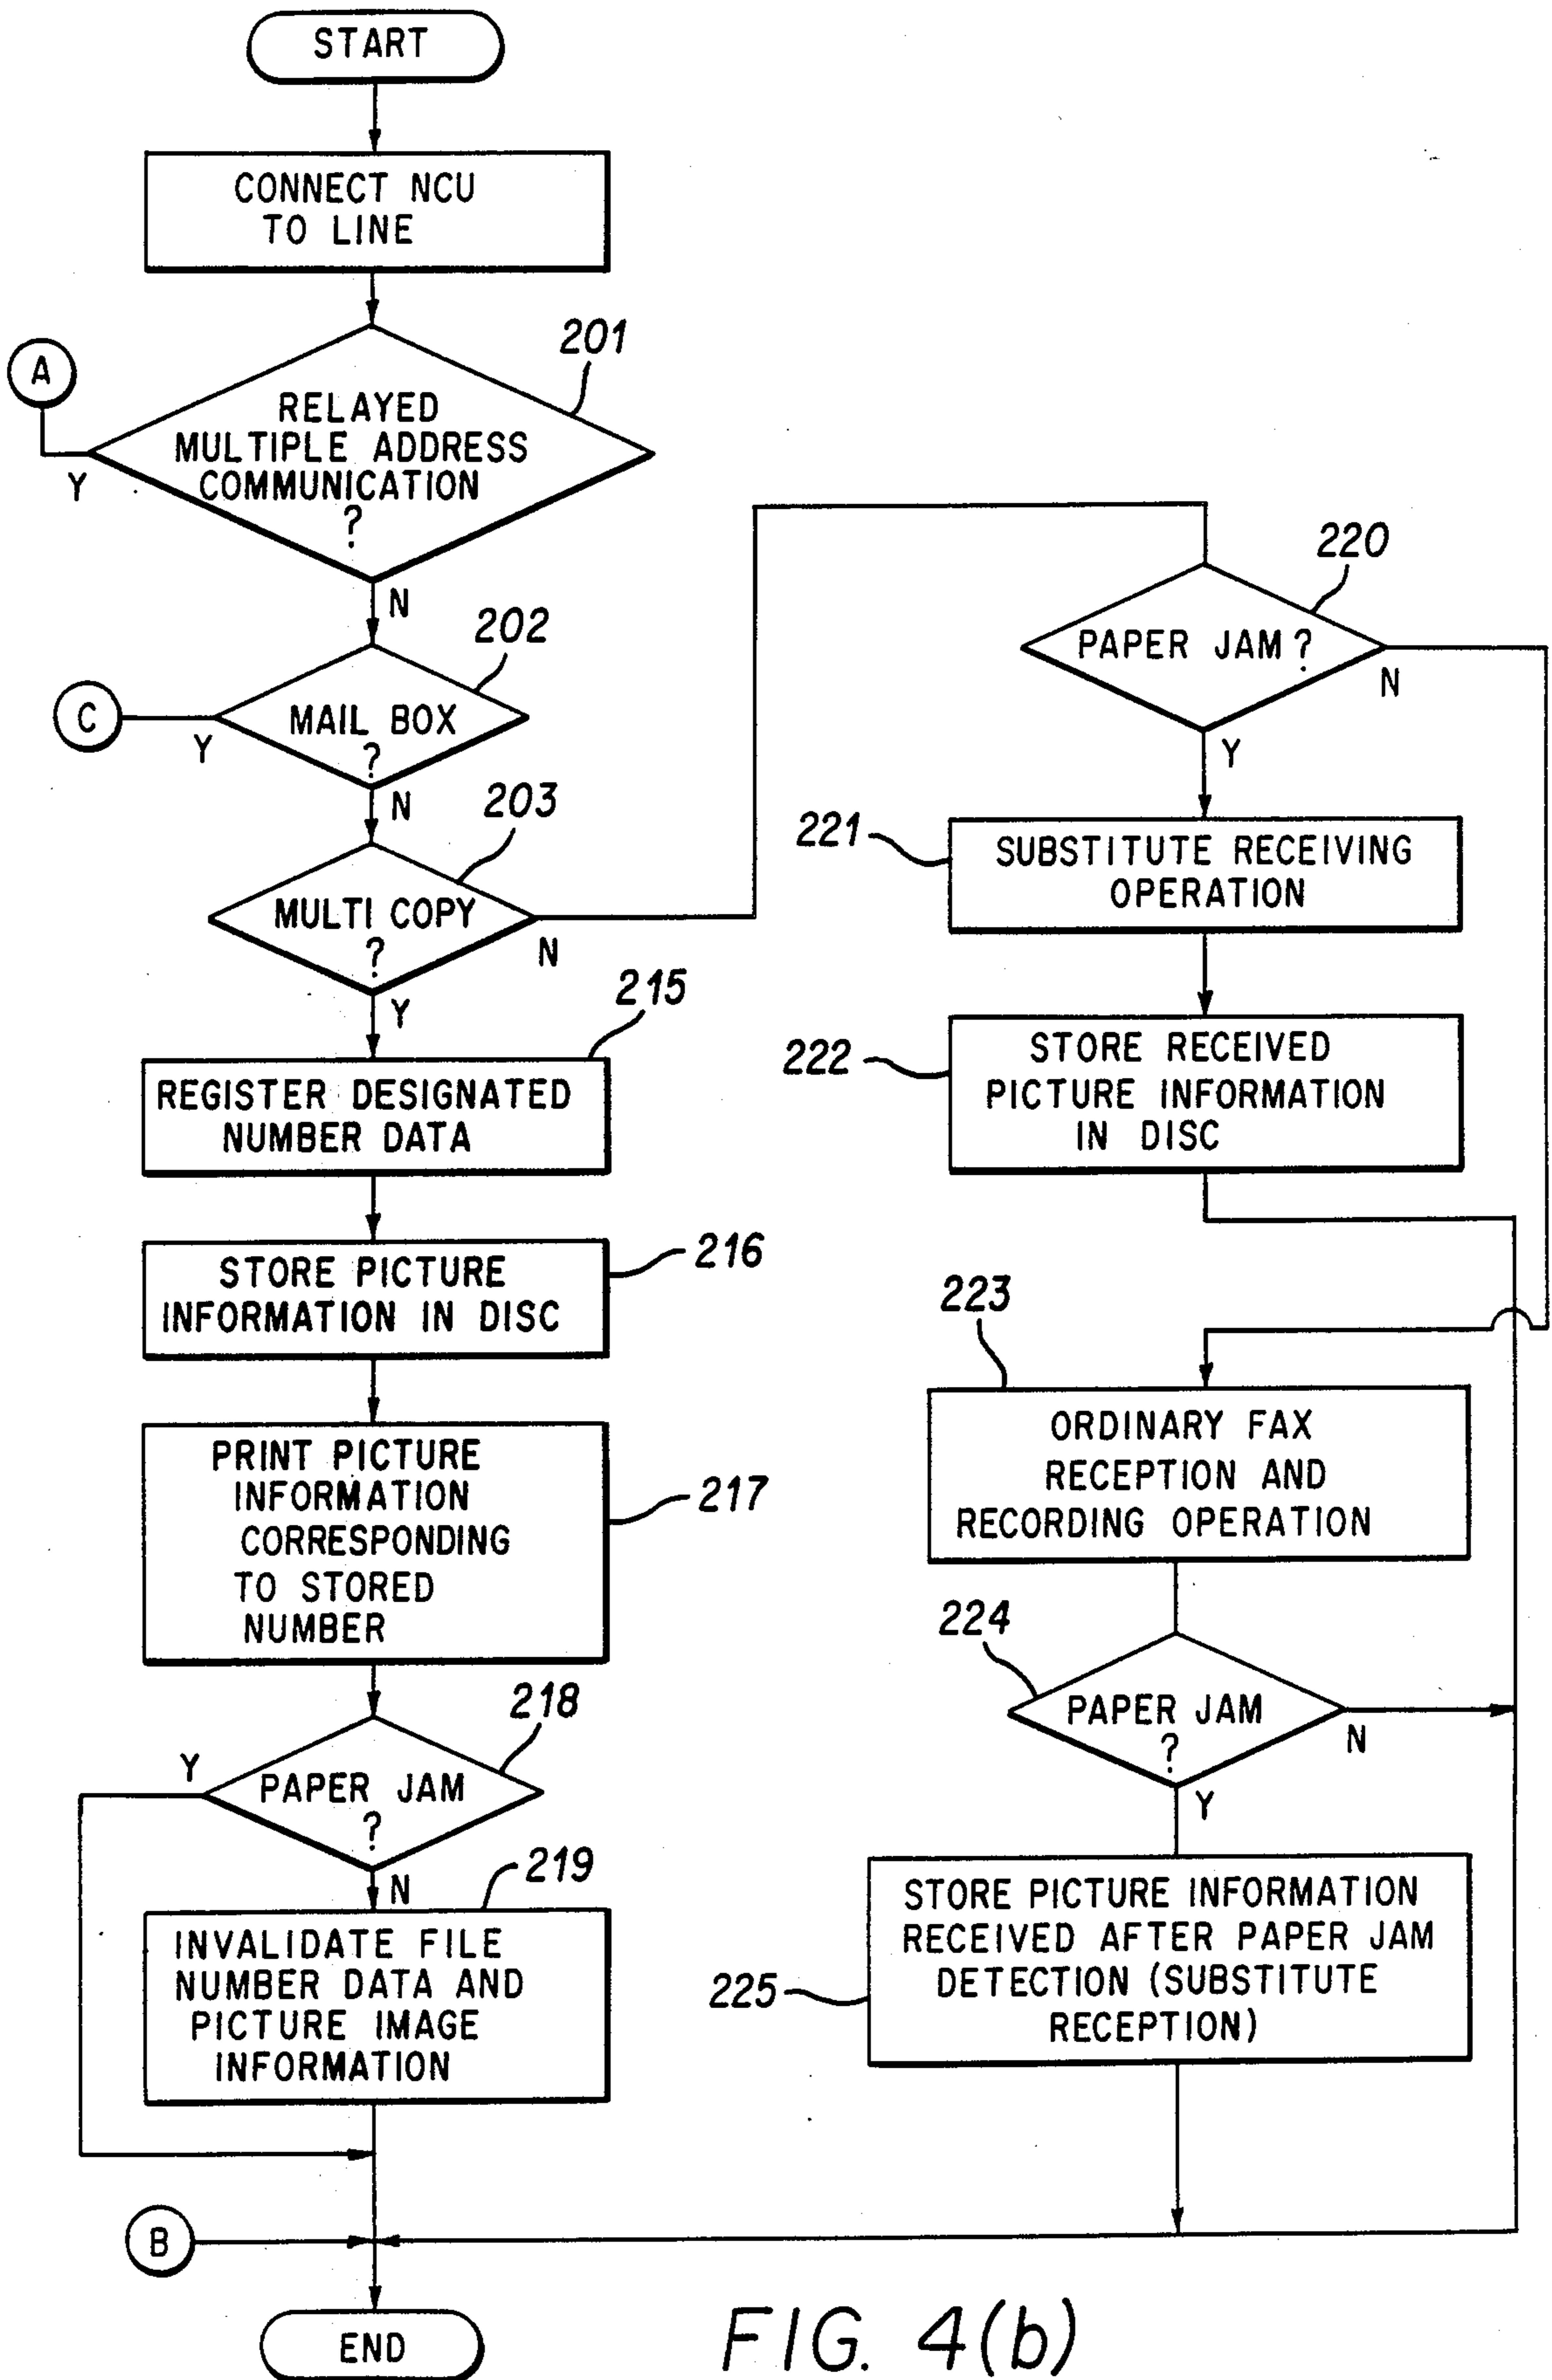 START
CONNECT NCU
TO LINE
201
A
RELAYED
MULTIPLE ADDRESS
COMMUNICATION
?
Y
N
202
C
MAIL BOX
?
Y
N
203
MULTI COPY
?
N
Y
215
REGISTER DESIGNATED
NUMBER DATA
STORE PICTURE
INFORMATION IN DISC
216
PRINT PICTURE
INFORMATION
CORRESPONDING
TO STORED
NUMBER
217
218
Y
PAPER JAM
?
N
219
INVALIDATE FILE
NUMBER DATA AND
PICTURE IMAGE
INFORMATION
B
END
220
PAPER JAM ?
N
Y
221
SUBSTITUTE RECEIVING
OPERATION
222
STORE RECEIVED
PICTURE INFORMATION
IN DISC
223
ORDINARY FAX
RECEPTION AND
RECORDING OPERATION
224
PAPER JAM
?
N
Y
225
STORE PICTURE INFORMATION
RECEIVED AFTER PAPER JAM
DETECTION (SUBSTITUTE
RECEPTION)
FIG. 4(b)